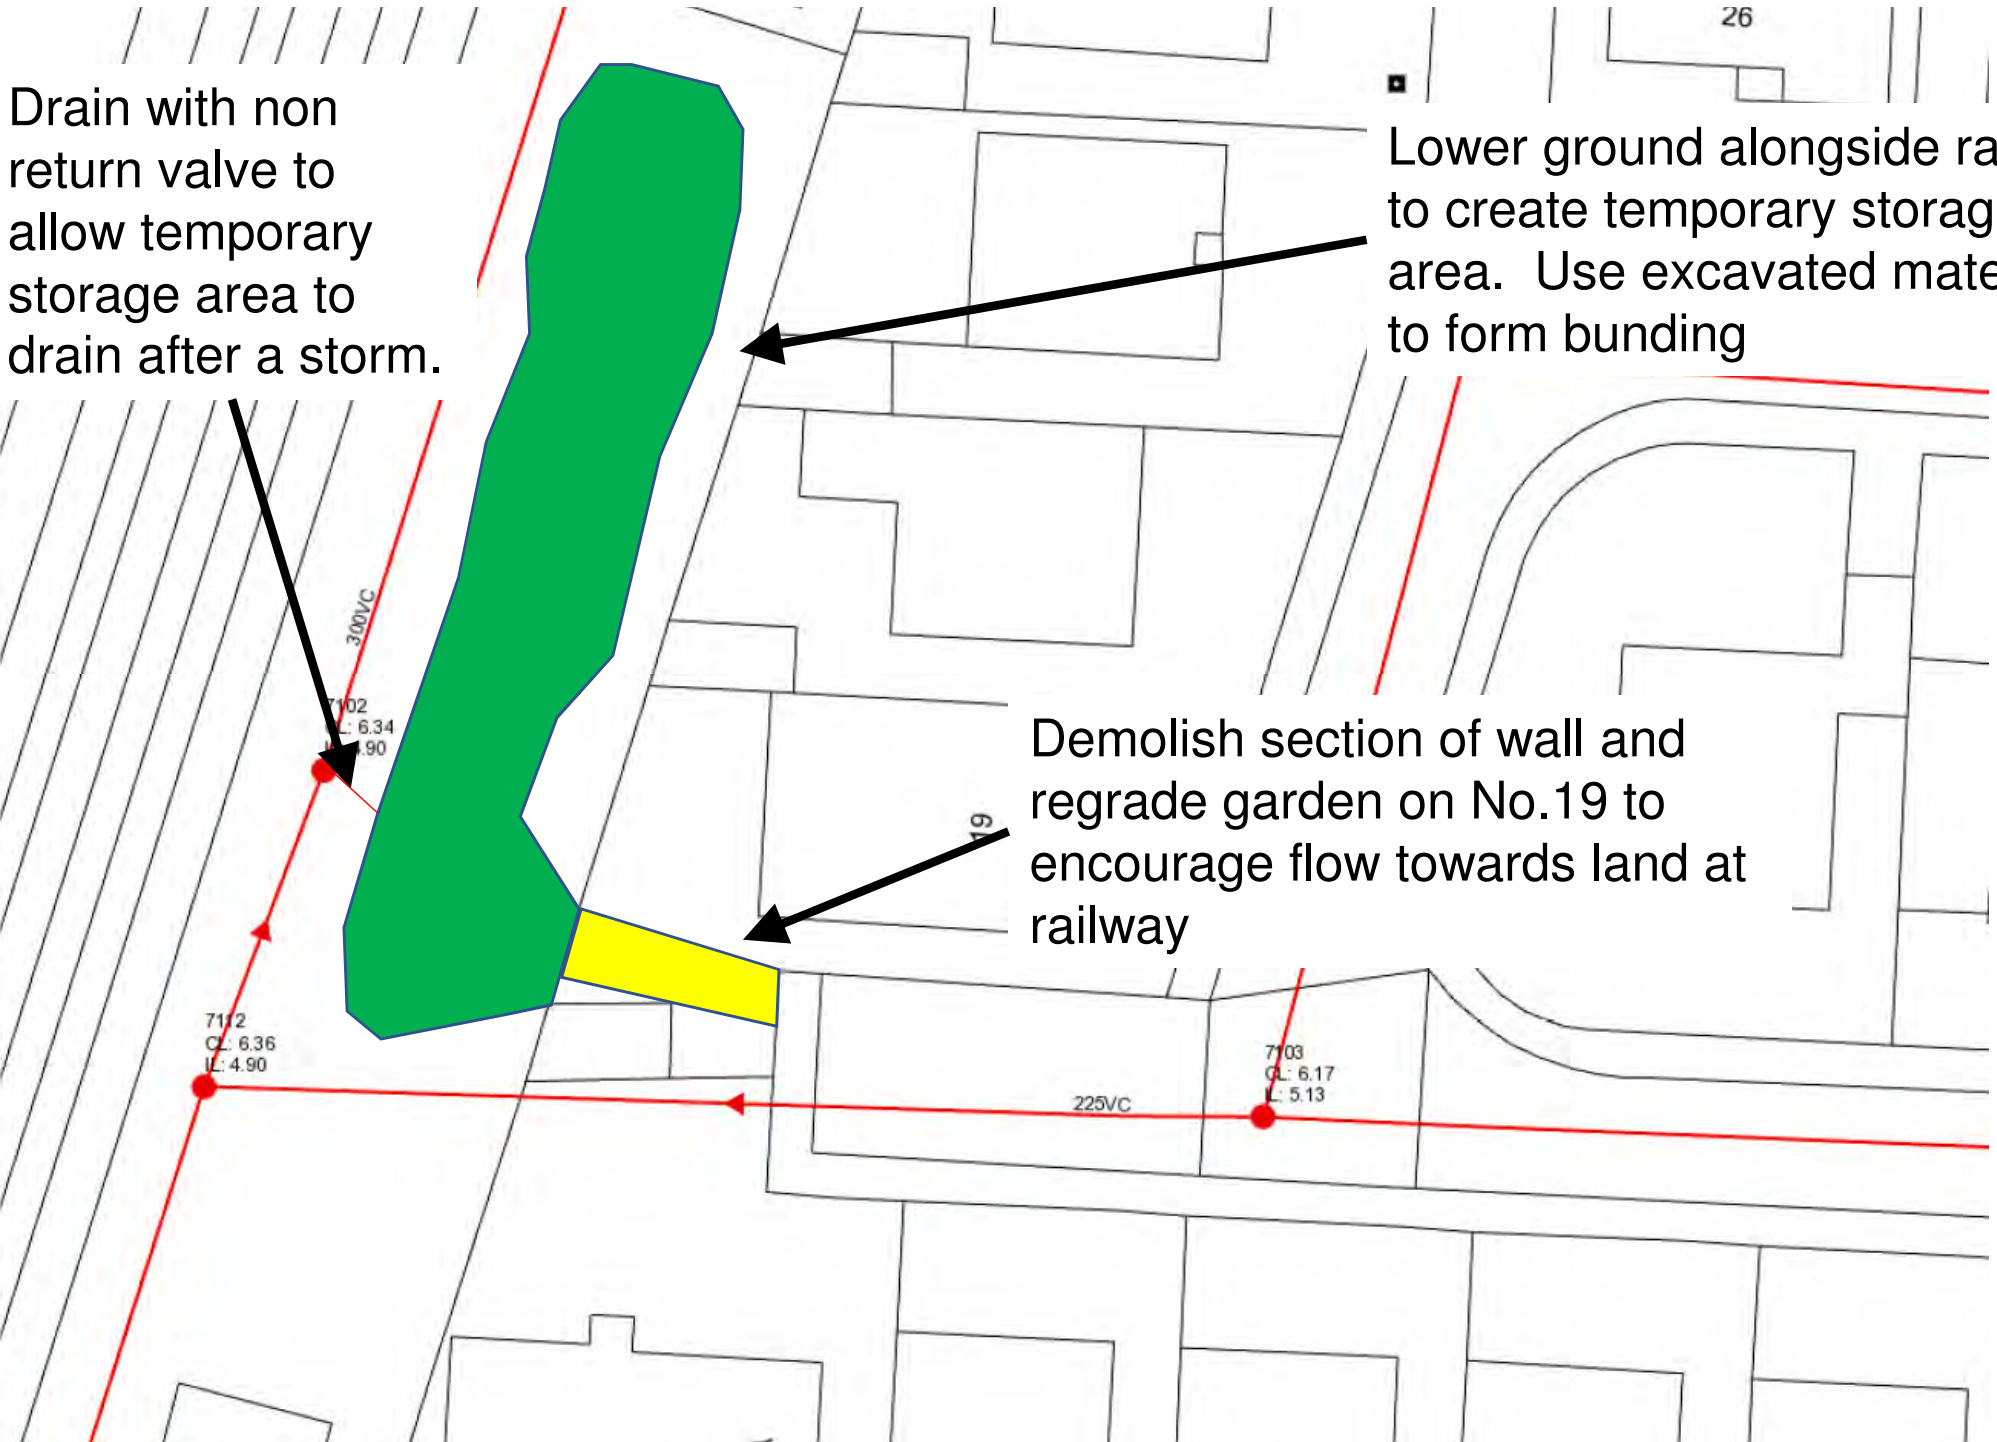 26
Drain with non
return valve to
allow temporary
storage area to
drain after a storm.
Lower ground alongside
to create temporary
area.  Use excavated
to form bunding
300VC
7102
CL: 6.34
Demolish section of wall and
regrade garden on No.19 to
encourage flow towards land at
railway
19
7112
CL: 6.36
IL: 4.90
7103
CL: 6.17
IL: 5.13
225VC